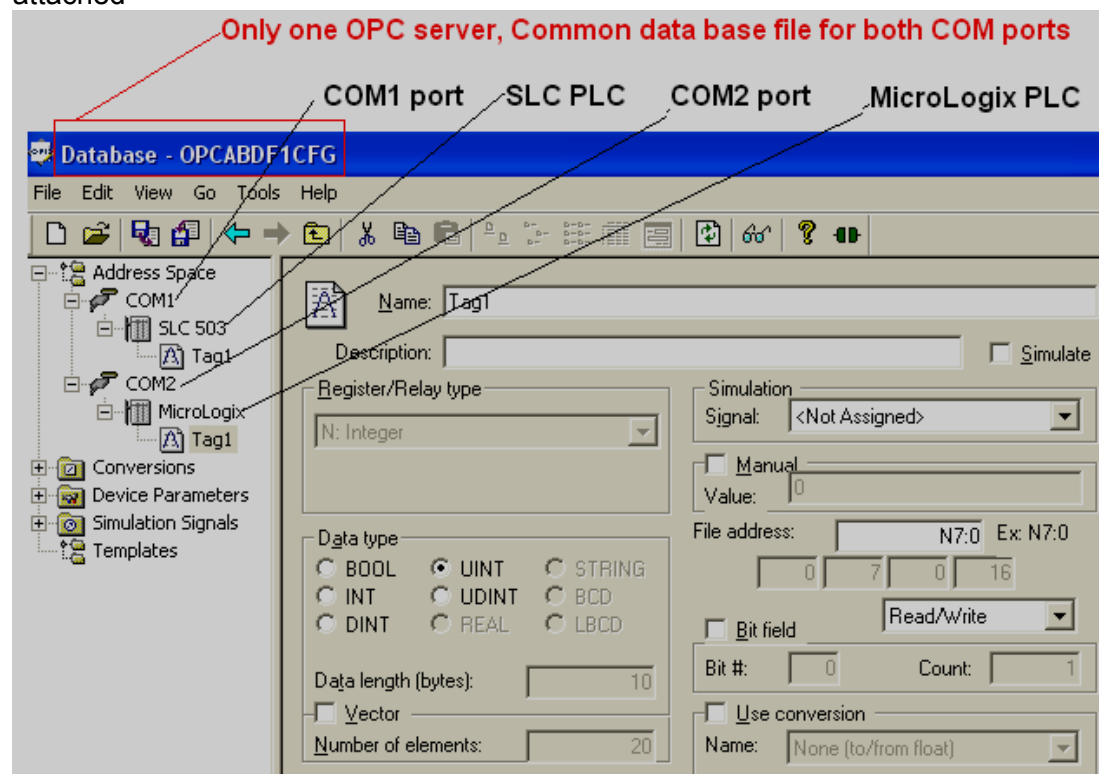 attached
Only one OPC server, Common data base file for both COM ports
COM1 port SLC PLC COM2 port MicroLogix PLC
Database - OPCABDF1CFG
File Edit View Go Tools Help
Address Space
COM1
SLC 503
Tag1
COM2
MicroLogix
Tag1
Conversions
Device Parameters
Simulation Signals
Templates
Name: Tag1
Description: Simulate
Register/Relay type
N: Integer
Simulation
Signal: <Not Assigned>
Manual
Value: 0
Data type
BOOL UINT STRING
INT UDINT BCD
DINT REAL LBCD
Data length (bytes): 10
Vector
Number of elements: 20
File address: N7:0 Ex: N7:0
0 7 0 16
Read/Write
Bit field
Bit #: 0 Count: 1
Use conversion
Name: None (to/from float)